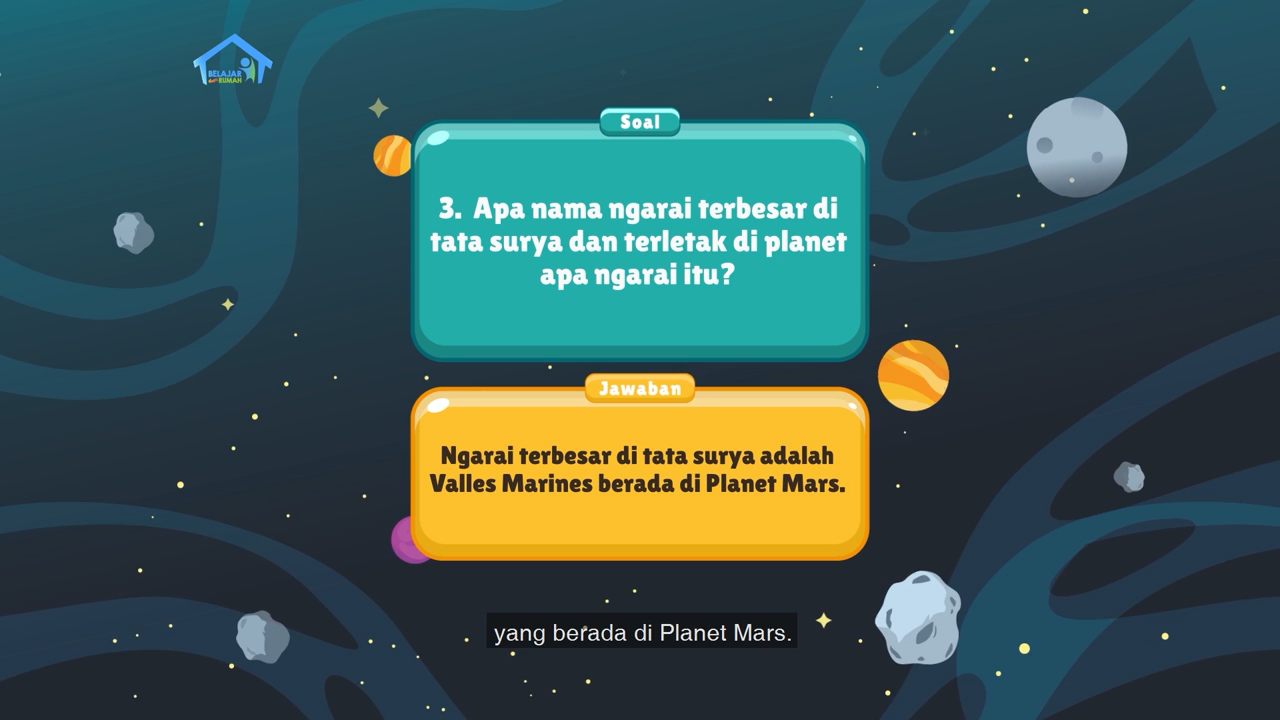 BELAJAR
dari RUMAH
Soal
3. Apa nama ngarai terbesar di
tata surya dan terletak di planet
apa ngarai itu?
Jawaban
Ngarai terbesar di tata surya adalah
Valles Marines berada di Planet Mars.
yang berada di Planet Mars.